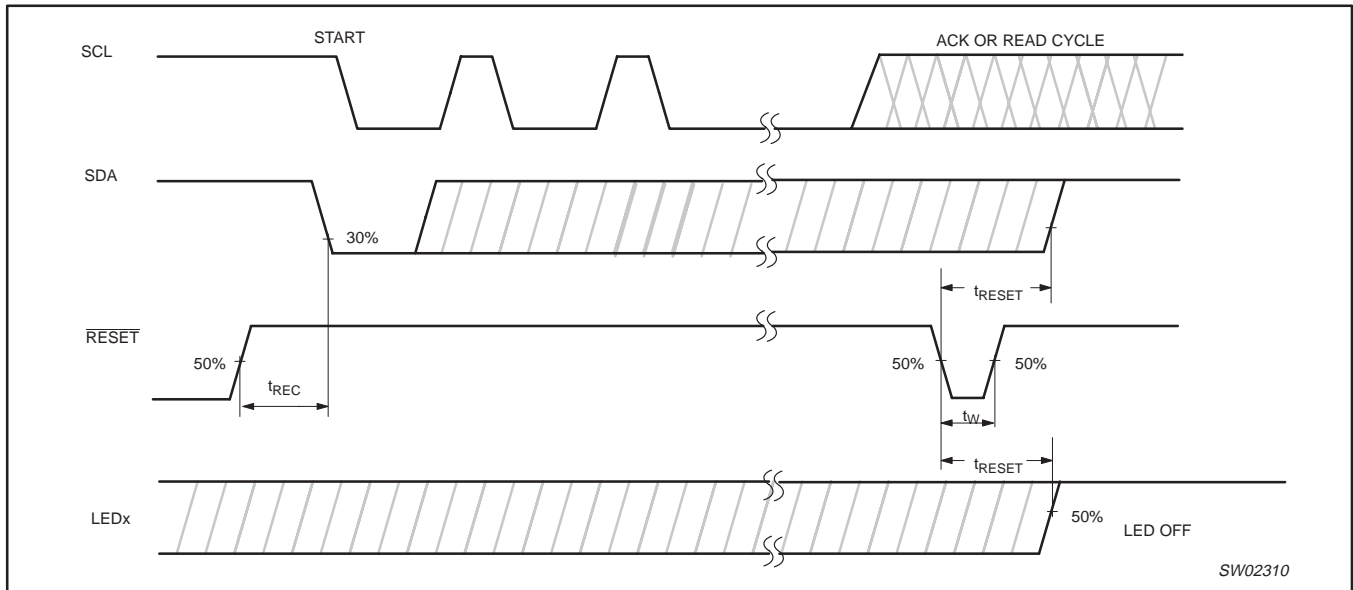 START
SCL
ACK OR READ CYCLE
SDA
30%
tRESET
RESET
50%
50%
50%
tREC
tW
tRESET
LEDx
50%
LED OFF
SW02310